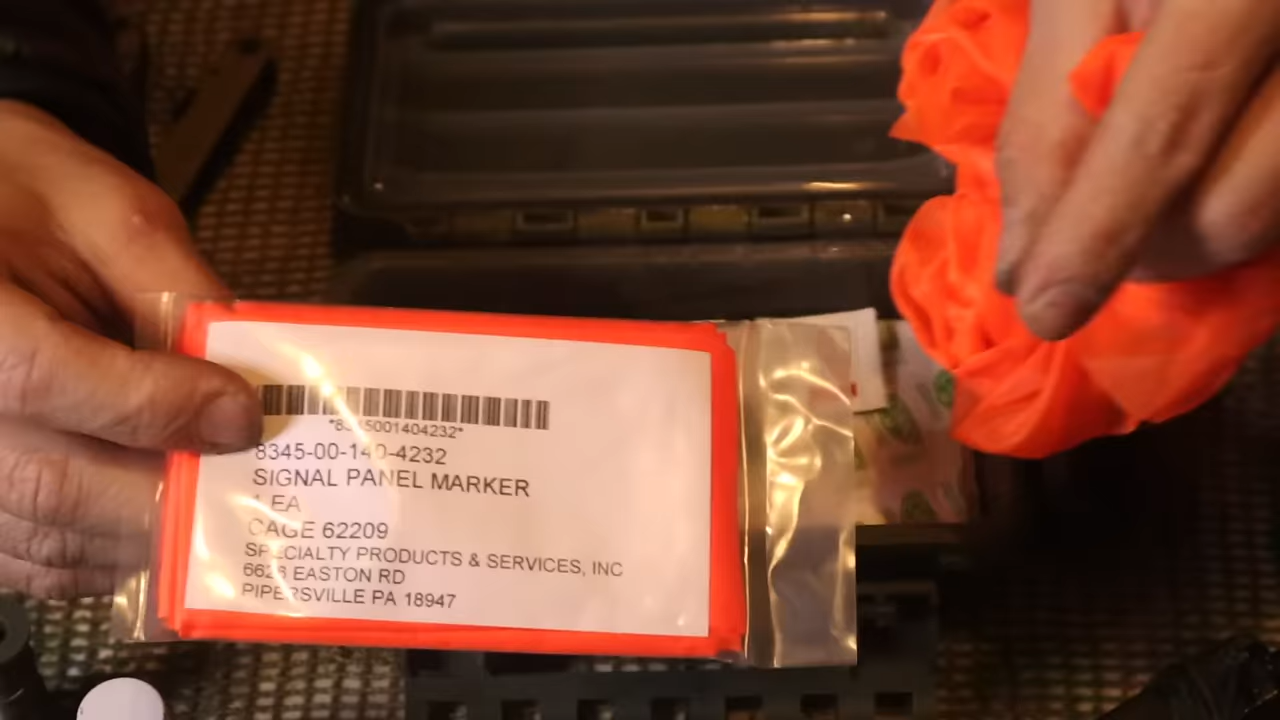 *8345001404232*
8345-00-140-4232
SIGNAL PANEL MARKER
1 EA
CAGE 62209
SPECIALTY PRODUCTS & SERVICES, INC
6623 EASTON RD
PIPERSVILLE PA 18947